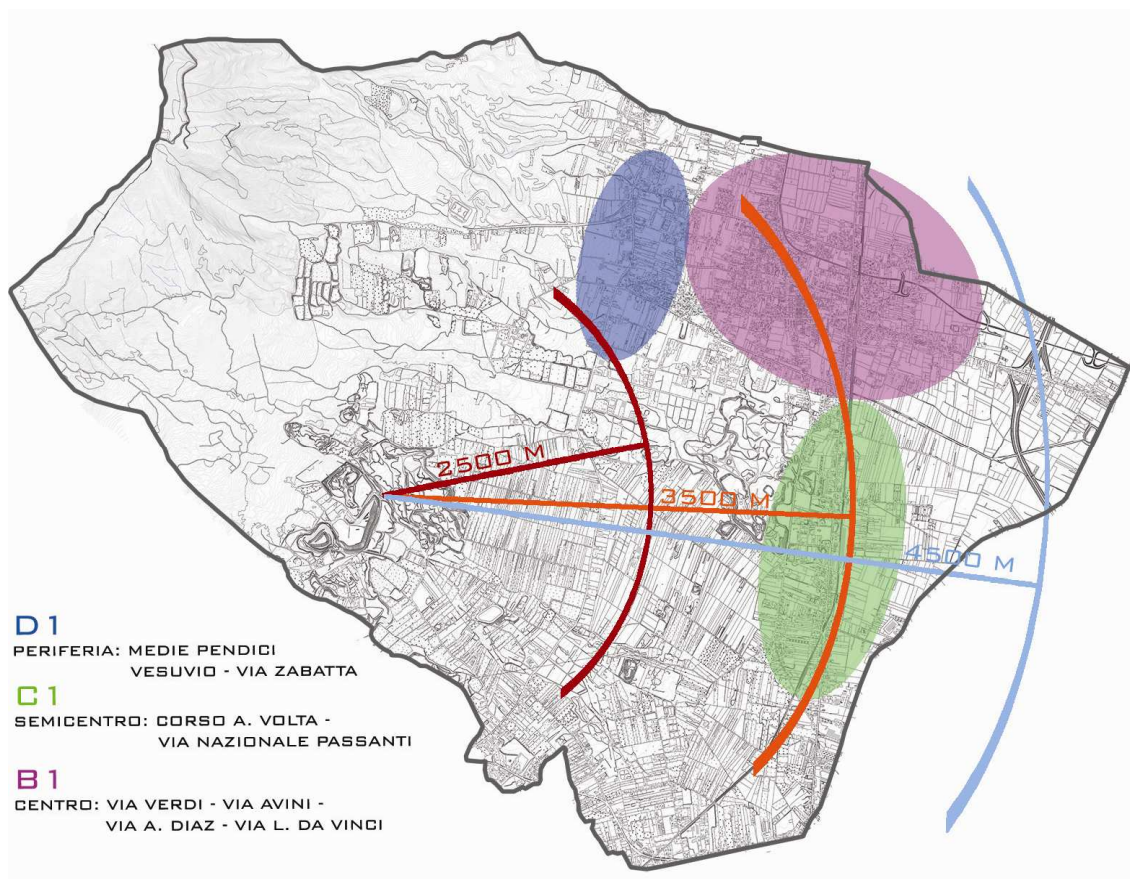 2500 M
3500 M
4500 M
D1
PERIFERIA: MEDIE PENDICI
VESUVIO - VIA ZABATTA
C1
SEMICENTRO: CORSO A. VOLTA -
VIA NAZIONALE PASSANTI
B1
CENTRO: VIA VERDI - VIA AVINI -
VIA A. DIAZ - VIA L. DA VINCI